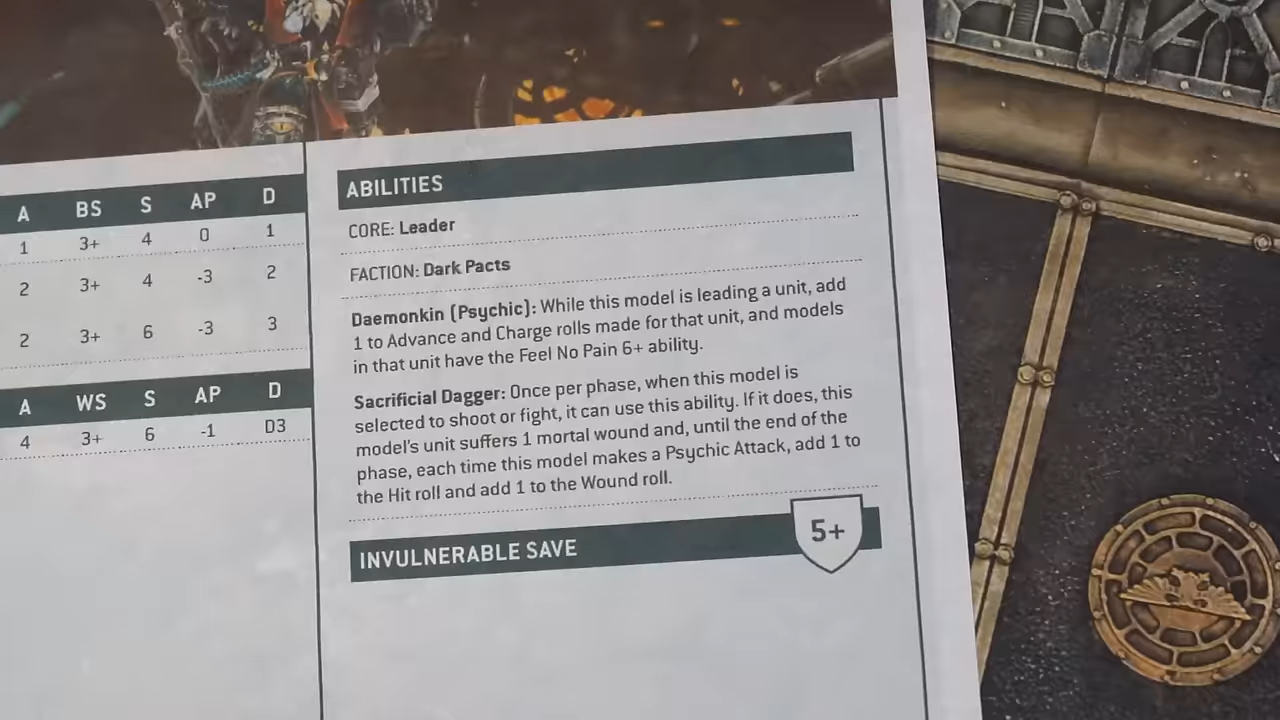 A BS S AP D
1 3+ 4 0 1
2 3+ 4 -3 2
2 3+ 6 -3 3
A WS S AP D
4 3+ 6 -1 D3
ABILITIES
CORE: Leader
FACTION: Dark Pacts
Daemonkin (Psychic): While this model is leading a unit, add
1 to Advance and Charge rolls made for that unit, and models
in that unit have the Feel No Pain 6+ ability.
Sacrificial Dagger: Once per phase, when this model is
selected to shoot or fight, it can use this ability. If it does, this
model's unit suffers 1 mortal wound and, until the end of the
phase, each time this model makes a Psychic Attack, add 1 to
the Hit roll and add 1 to the Wound roll.
INVULNERABLE SAVE 5+